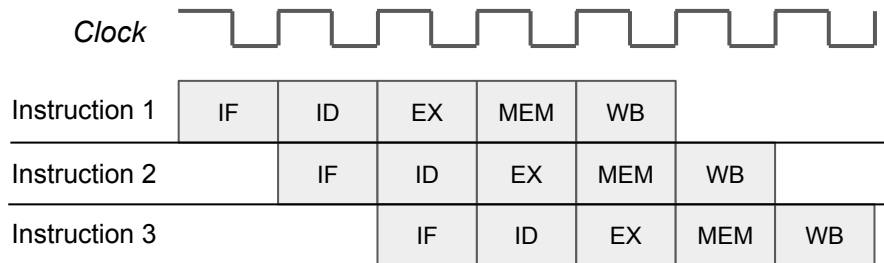 Clock
Instruction 1 IF ID EX MEM WB
Instruction 2 IF ID EX MEM WB
Instruction 3 IF ID EX MEM WB